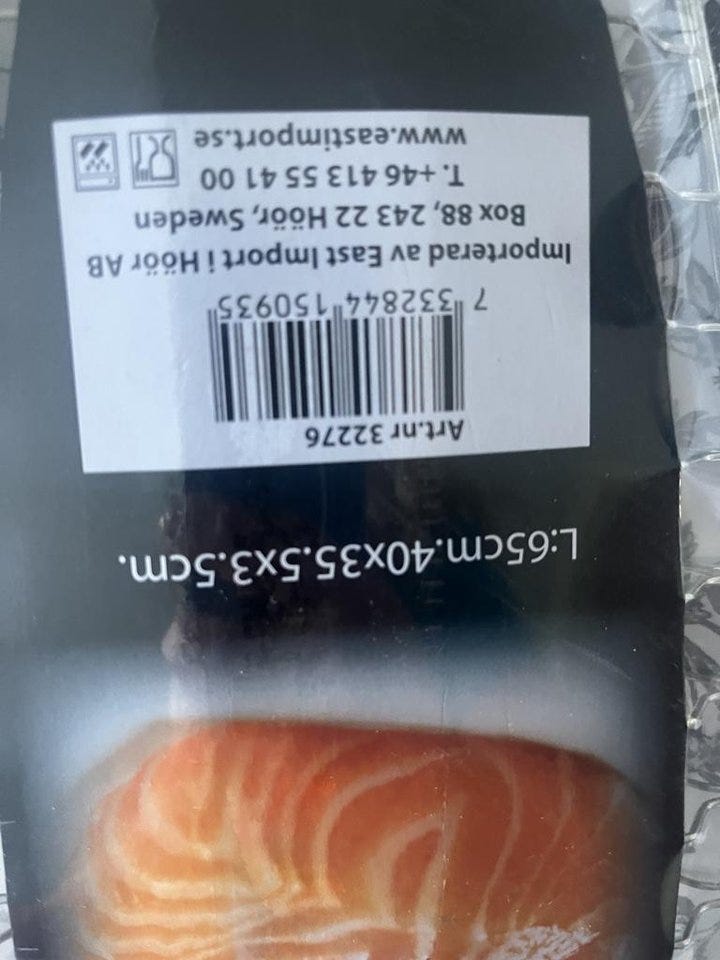 L:65cm.40x35.5x3.5cm.
Art.nr 32276
7 332844 150935
Importerad av East Import i Höör AB
Box 88, 243 22 Höör, Sweden
T. +46 413 55 41 00
www.eastimport.se